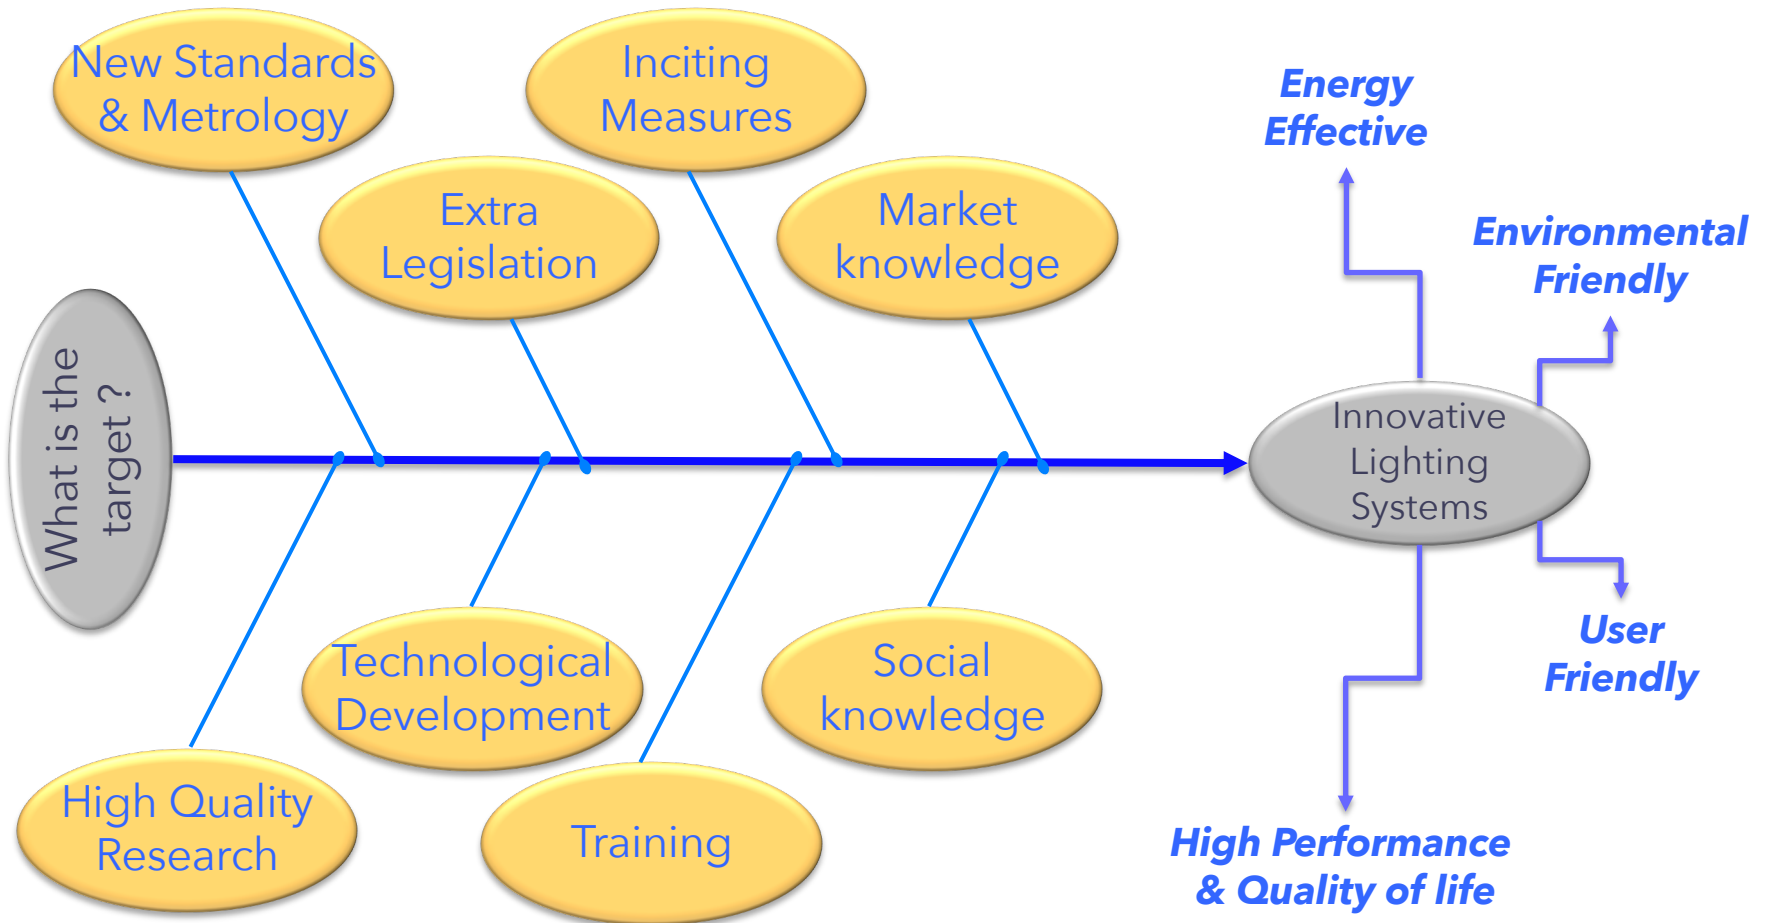 New Standards
& Metrology
Inciting
Measures
Extra
Legislation
Market
knowledge
What is the
target ?
Energy
Effective
Environmental
Friendly
Innovative
Lighting
Systems
User
Friendly
High Performance
& Quality of life
Technological
Development
Social
knowledge
High Quality
Research
Training